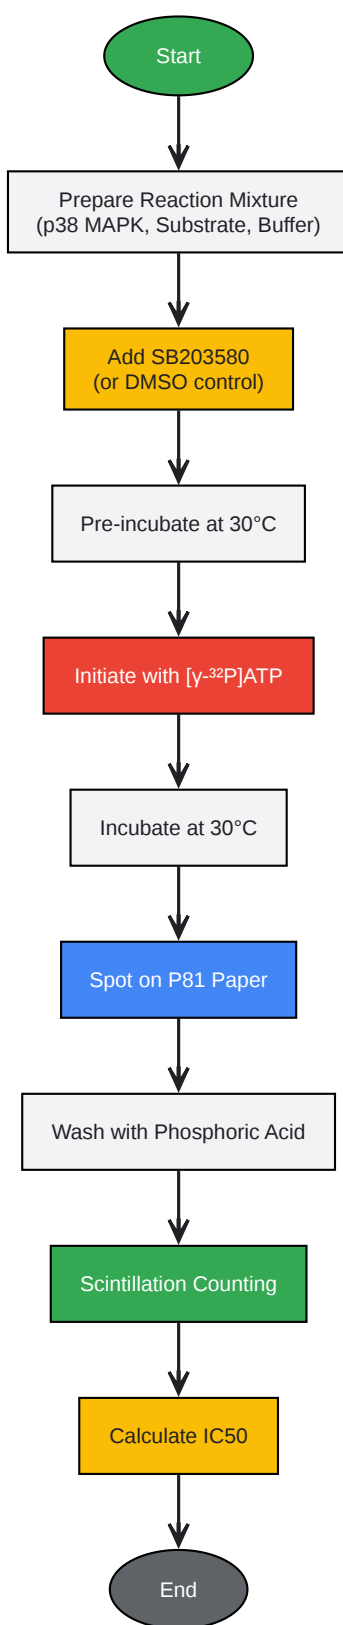 Start
Prepare Reaction Mixture
(p38 MAPK, Substrate, Buffer)
Add SB203580
(or DMSO control)
Pre-incubate at 30°C
Initiate with [γ-³²P]ATP
Incubate at 30°C
Spot on P81 Paper
Wash with Phosphoric Acid
Scintillation Counting
Calculate IC50
End